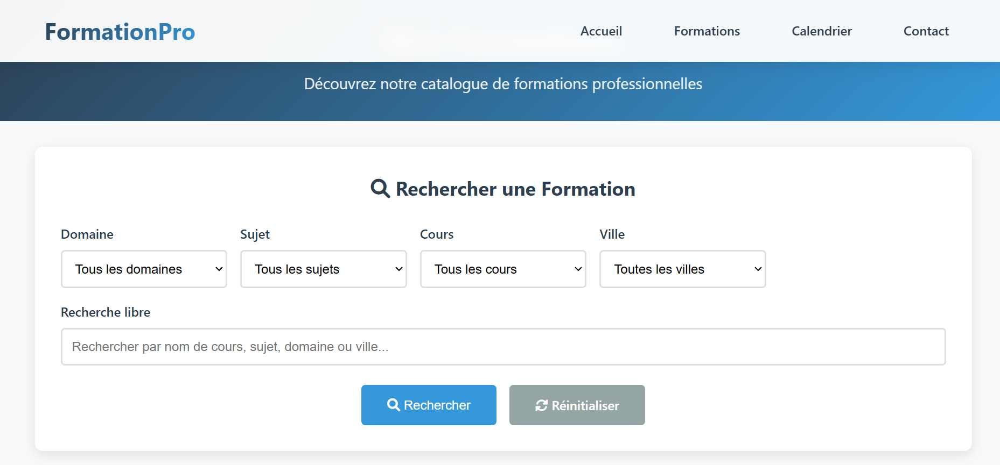 FormationPro
Accueil Formations Calendrier Contact
Découvrez notre catalogue de formations professionnelles
Rechercher une Formation
Domaine Sujet Cours Ville
Tous les domaines Tous les sujets Tous les cours Toutes les villes
Recherche libre
Rechercher par nom de cours, sujet, domaine ou ville...
Rechercher Réinitialiser